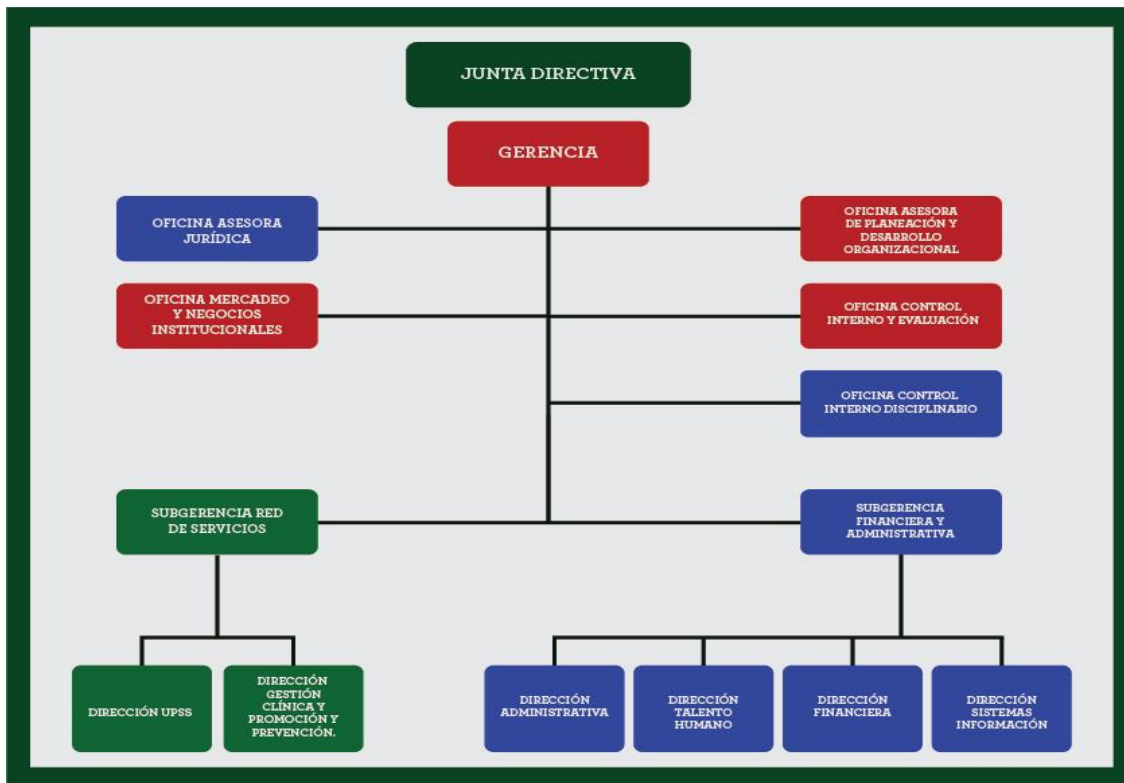 JUNTA DIRECTIVA
GERENCIA
OFICINA ASESORA
JURÍDICA
OFICINA ASESORA
DE PLANEACIÓN Y
DESARROLLO
ORGANIZACIONAL
OFICINA MERCADEO
Y NEGOCIOS
INSTITUCIONALES
OFICINA CONTROL
INTERNO Y EVALUACIÓN
OFICINA CONTROL
INTERNO DISCIPLINARIO
SUBGERENCIA RED
DE SERVICIOS
SUBGERENCIA
FINANCIERA Y
ADMINISTRATIVA
DIRECCIÓN UPSS
DIRECCIÓN
GESTIÓN
CLÍNICA Y
PROMOCIÓN Y
PREVENCIÓN.
DIRECCIÓN
ADMINISTRATIVA
DIRECCIÓN
TALENTO
HUMANO
DIRECCIÓN
FINANCIERA
DIRECCIÓN
SISTEMAS
INFORMACIÓN